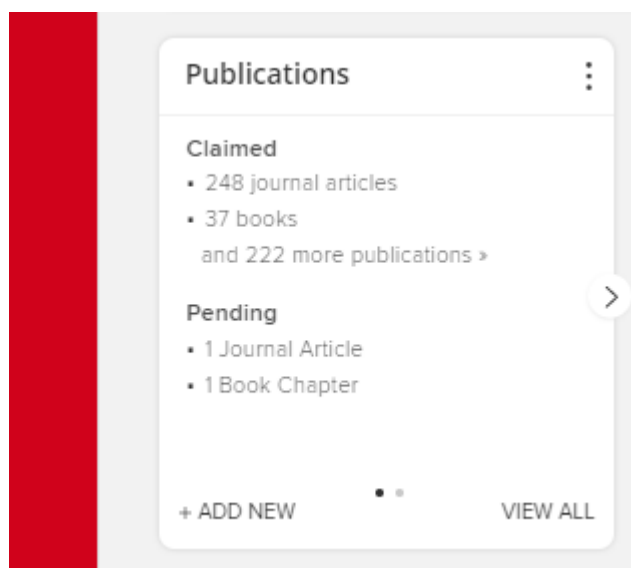 Publications
Claimed
▪ 248 journal articles
▪ 37 books
and 222 more publications »
Pending
▪ 1 Journal Article
▪ 1 Book Chapter
+ ADD NEW
VIEW ALL